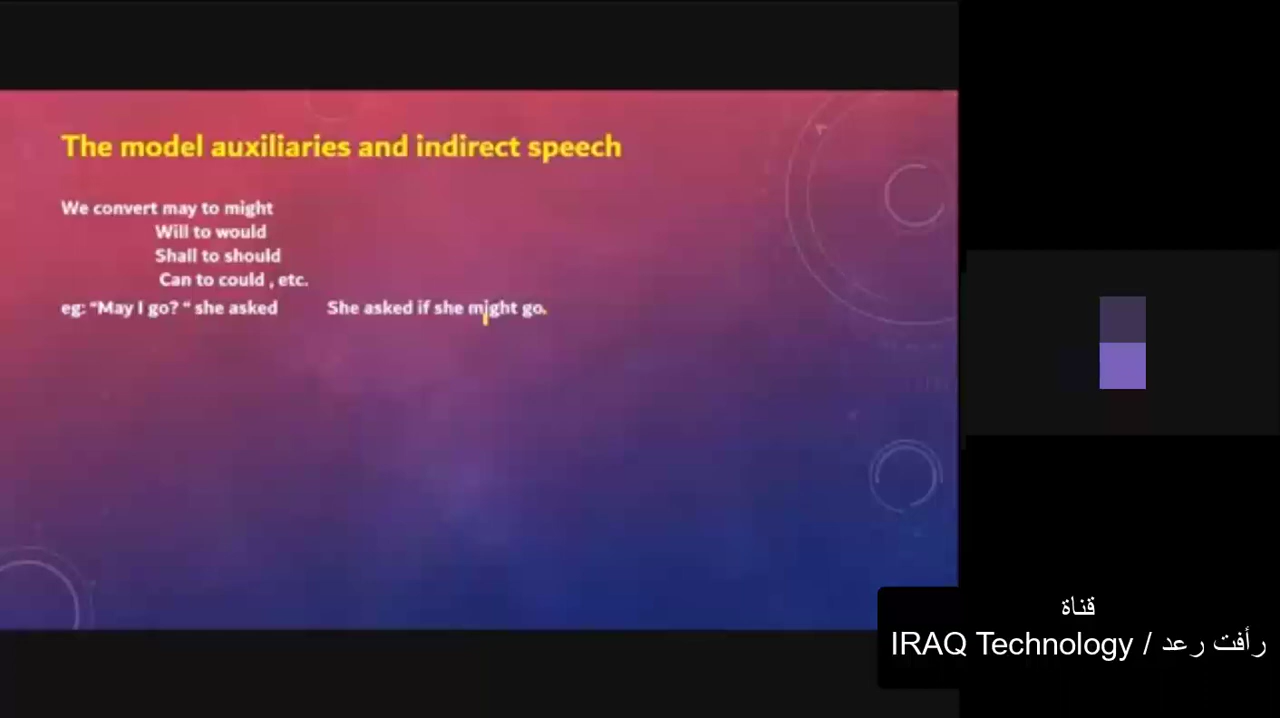 The model auxiliaries and indirect speech
We convert may to might
Will to would
Shall to should
Can to could , etc.
eg: “May I go? “ she asked She asked if she might go.
قناة
رأفت رعد / IRAQ Technology